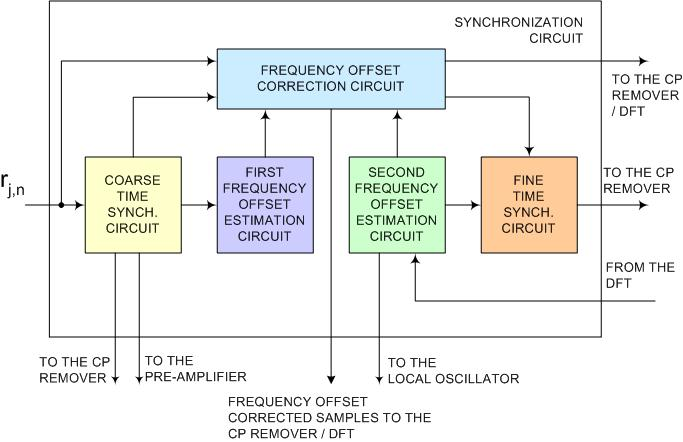 SYNCHRONIZATION
CIRCUIT
FREQUENCY OFFSET
CORRECTION CIRCUIT
TO THE CP
REMOVER
/ DFT
rj,n
COARSE
TIME
SYNCH.
CIRCUIT
FIRST
FREQUENCY
OFFSET
ESTIMATION
CIRCUIT
SECOND
FREQUENCY
OFFSET
ESTIMATION
CIRCUIT
FINE
TIME
SYNCH.
CIRCUIT
TO THE CP
REMOVER
FROM THE
DFT
TO THE CP
REMOVER
TO THE
PRE-AMPLIFIER
TO THE
LOCAL OSCILLATOR
FREQUENCY OFFSET
CORRECTED SAMPLES TO THE
CP REMOVER / DFT